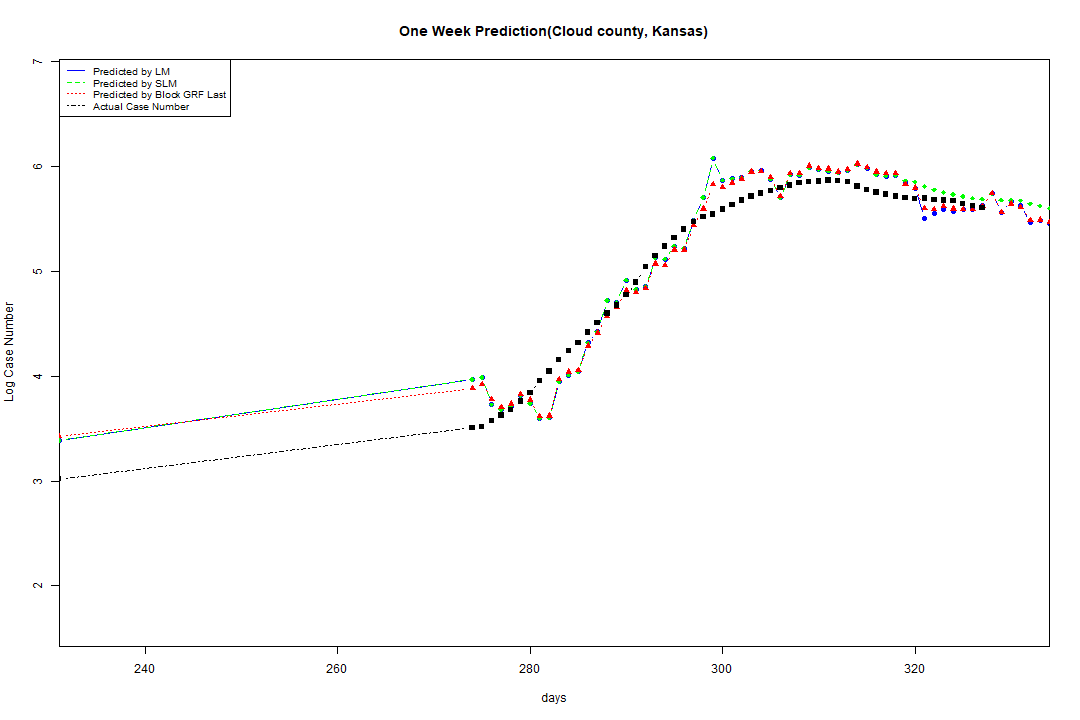 One Week Prediction(Cloud county, Kansas)
Predicted by LM
Predicted by SLM
Predicted by Block GRF Last
Actual Case Number
7
6
5
4
3
2
Log Case Number
240 260 280 300 320
days